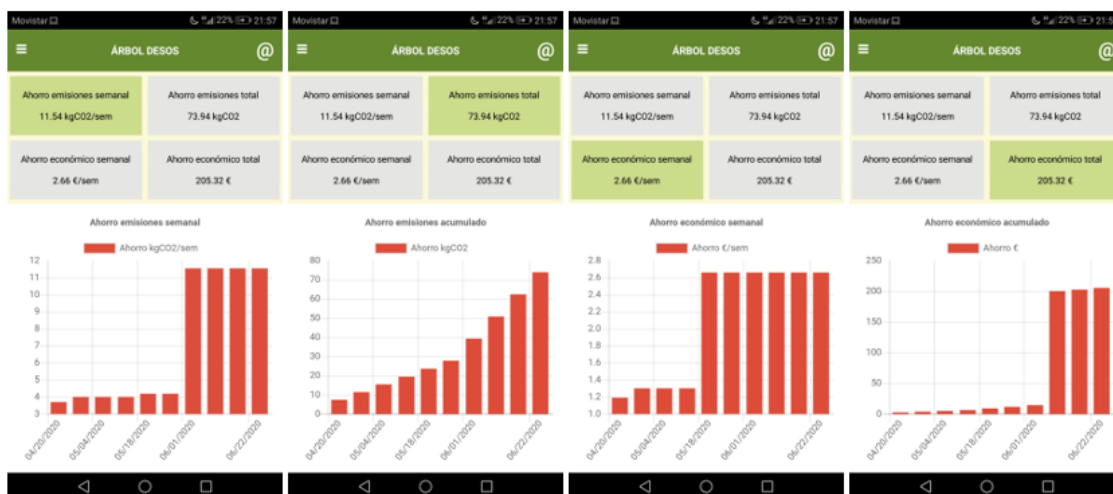 Movistar 22% 21:57
ÁRBOL DESOS @
Ahorro emisiones semanal
11.54 kgCO2/sem
Ahorro emisiones total
73.94 kgCO2
Ahorro económico semanal
2.66 €/sem
Ahorro económico total
205.32 €
Ahorro emisiones semanal
Ahorro kgCO2/sem
12
11
10
9
8
7
6
5
4
3
04/20/2020
05/04/2020
05/18/2020
06/01/2020
06/22/2020
Movistar 22% 21:57
ÁRBOL DESOS @
Ahorro emisiones semanal
11.54 kgCO2/sem
Ahorro emisiones total
73.94 kgCO2
Ahorro económico semanal
2.66 €/sem
Ahorro económico total
205.32 €
Ahorro emisiones acumulado
Ahorro kgCO2
80
70
60
50
40
30
20
10
0
04/20/2020
05/04/2020
05/18/2020
06/01/2020
06/22/2020
Movistar 22% 21:57
ÁRBOL DESOS @
Ahorro emisiones semanal
11.54 kgCO2/sem
Ahorro emisiones total
73.94 kgCO2
Ahorro económico semanal
2.66 €/sem
Ahorro económico total
205.32 €
Ahorro económico semanal
Ahorro €/sem
2.8
2.6
2.4
2.2
2.0
1.8
1.6
1.4
1.2
1.0
04/20/2020
05/04/2020
05/18/2020
06/01/2020
06/22/2020
Movistar 22%
ÁRBOL DESOS @
Ahorro emisiones semanal
11.54 kgCO2/sem
Ahorro emisiones total
73.94 kgCO2
Ahorro económico semanal
2.66 €/sem
Ahorro económico total
205.32 €
Ahorro económico acumulado
Ahorro €
250
200
150
100
50
0
04/20/2020
05/04/2020
05/18/2020
06/01/2020
06/22/2020